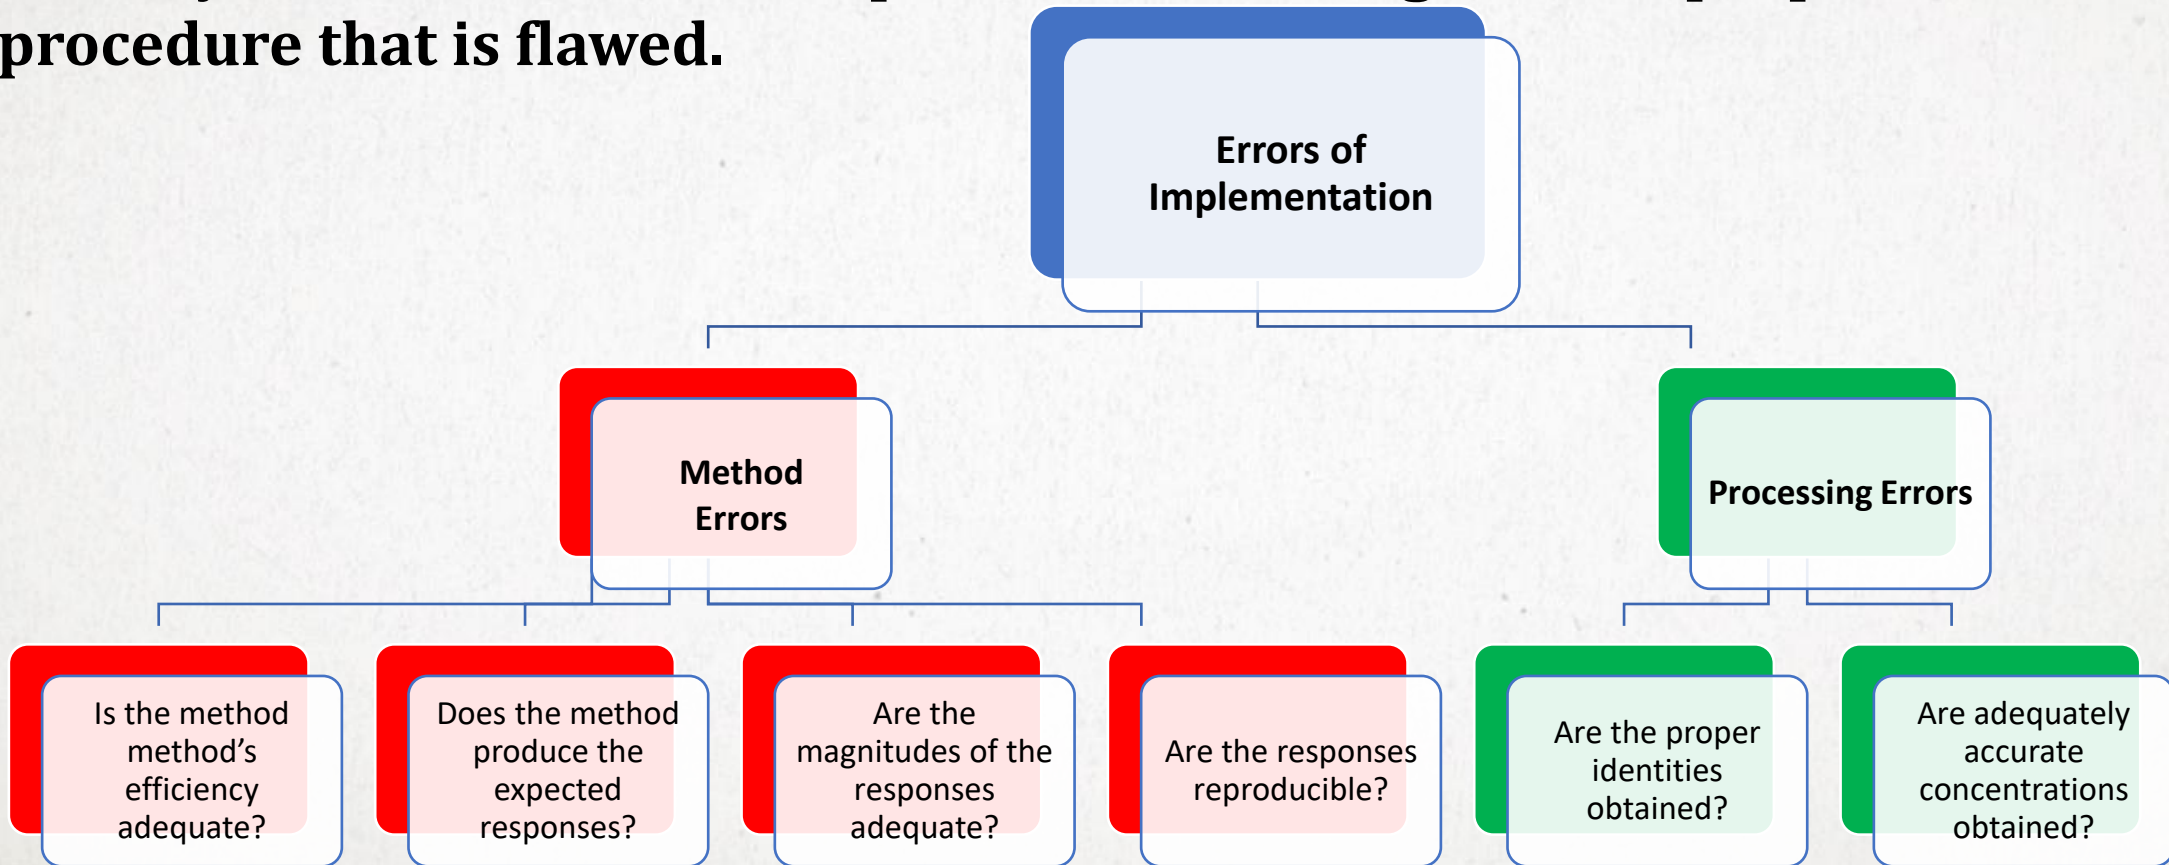 procedure that is flawed.
Errors of
Implementation
Method
Errors
Processing Errors
Is the method
method’s
efficiency
adequate?
Does the method
produce the
expected
responses?
Are the
magnitudes of the
responses
adequate?
Are the responses
reproducible?
Are the proper
identities
obtained?
Are adequately
accurate
concentrations
obtained?